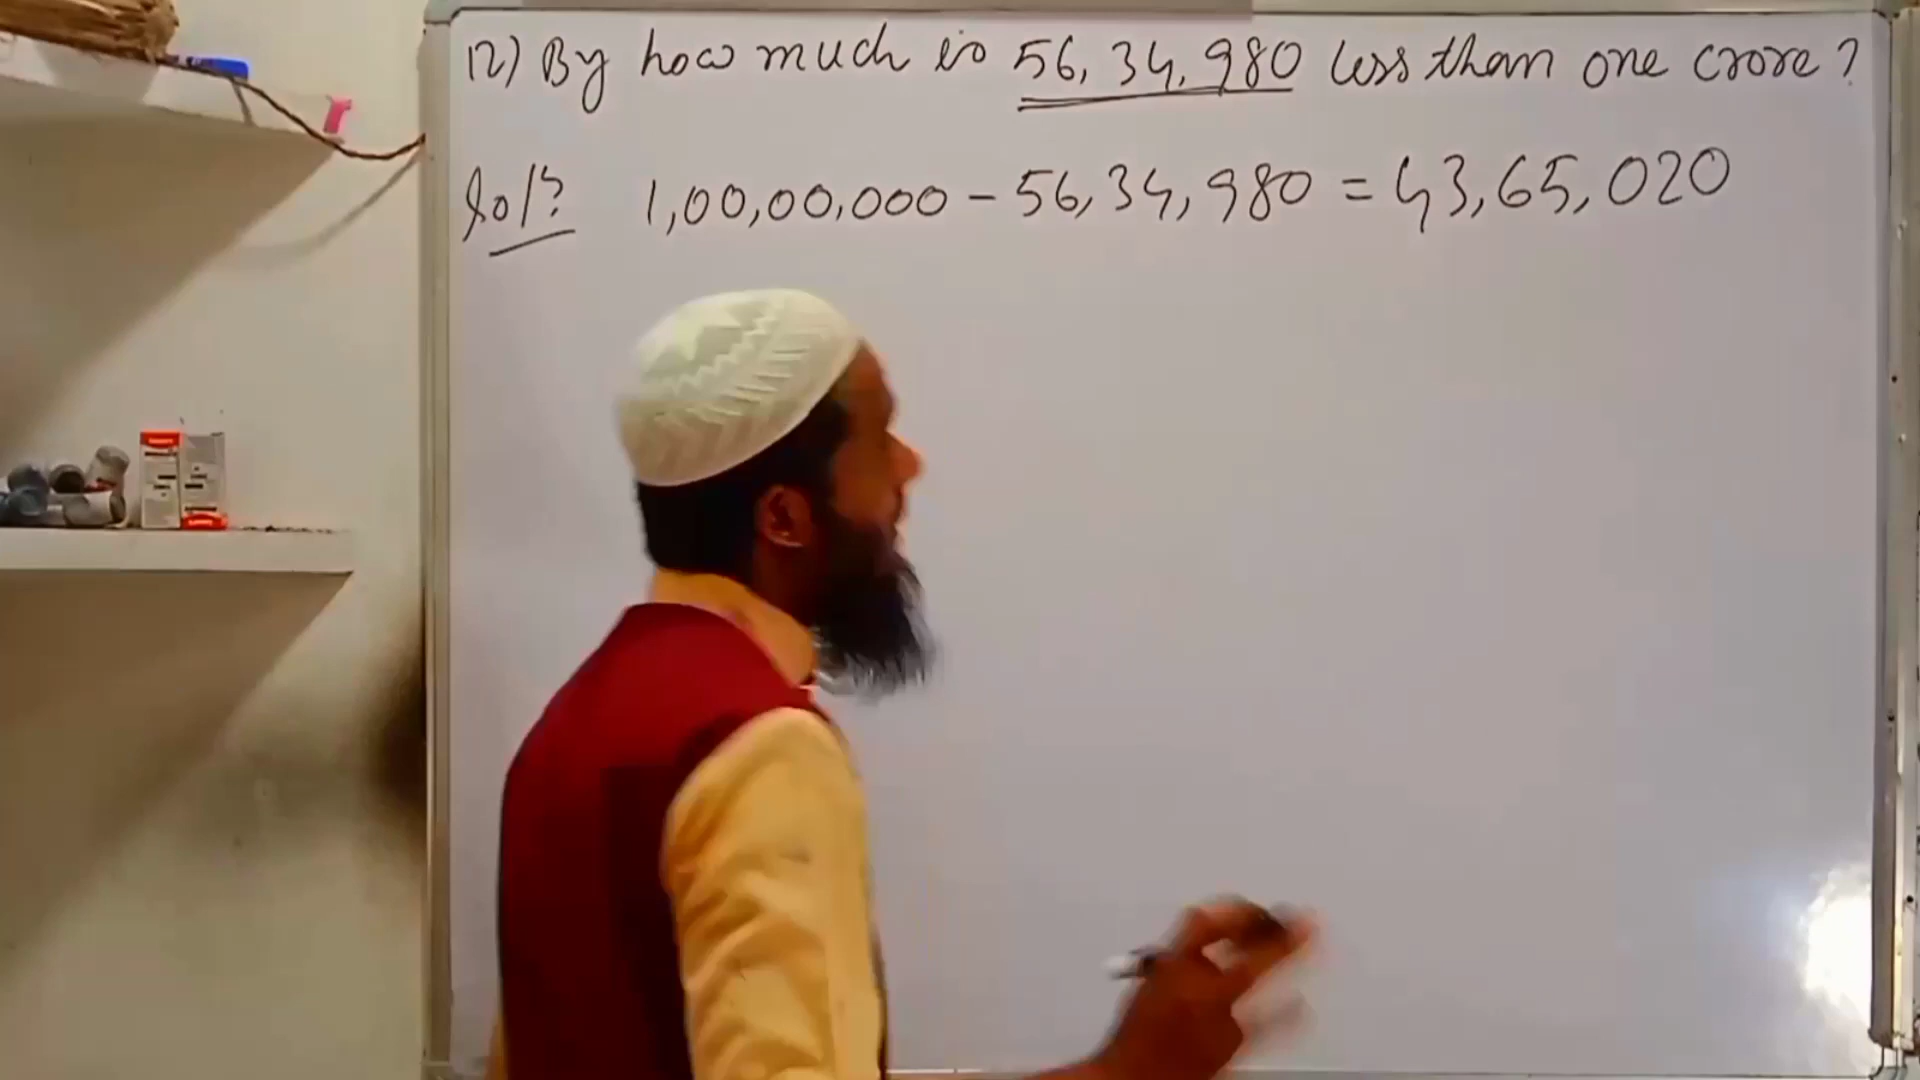 12) By how much is 56,34,980 less than one crore?
Sol: 1,00,00,000 - 56,34,980 = 43,65,020